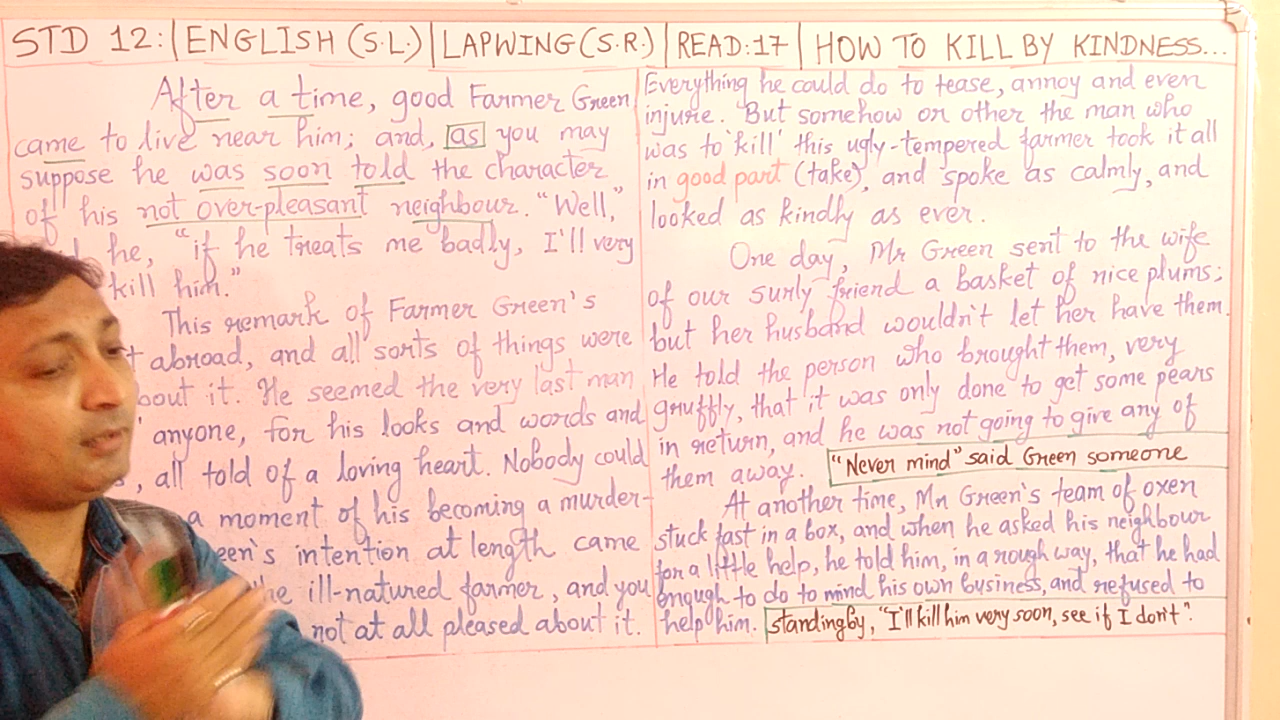 STD 12: | ENGLISH (S.L.) | LAPWING (S.R.) | READ:17 | HOW TO KILL BY KINDNESS...
After a time, good Farmer Green
came to live near him; and, as you may
suppose he was soon told the character
of his not over-pleasant neighbour. "Well,"
he, "if he treats me badly, I'll very
kill him."
This remark of Farmer Green's
abroad, and all sorts of things were
it. He seemed the very last man
anyone, for his looks and words and
, all told of a loving heart. Nobody could
a moment of his becoming a murder-
intention at length came
ill-natured farmer, and you
not at all pleased about it.
Everything he could do to tease, annoy and even
injure. But somehow or other the man who
was to 'kill' this ugly-tempered farmer took it all
in good part (take), and spoke as calmly, and
looked as kindly as ever.
One day, Mr Green sent to the wife
of our surly friend a basket of nice plums;
but her husband wouldn't let her have them.
He told the person who brought them, very
gruffly, that it was only done to get some pears
in return, and he was not going to give any of
them away. "Never mind" said Green someone
At another time, Mr Green's team of oxen
stuck fast in a box, and when he asked his neighbour
for a little help, he told him, in a rough way, that he had
enough to do to mind his own business, and refused to
help him. standing by, "I'll kill him very soon, see if I don't".